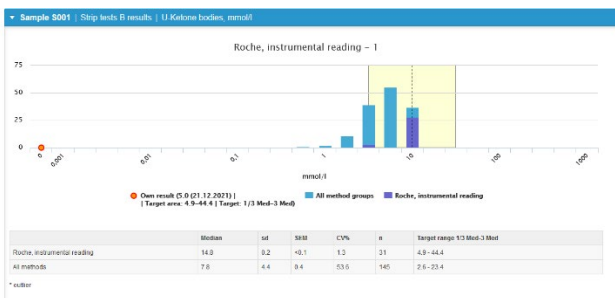 Sample S001 | Strip tests B results | U-Ketone bodies, mmol/l
Roche, instrumental reading – 1
75
50
25
0
0 0,001 0,01 0,1 1 10 100 1000
mmol/l
Own result (5.0 (21.12.2021) | All method groups Roche, instrumental reading
| Target area: 4.9–44.4 | Target: 1/3 Med–3 Med)
Median sd SEM CV% n Target range 1/3 Med-3 Med
Roche, instrumental reading 14.8 0.2 <0.1 1.3 31 4.9 - 44.4
All methods 7.8 4.4 0.4 145 2.6 - 23.4
* outlier